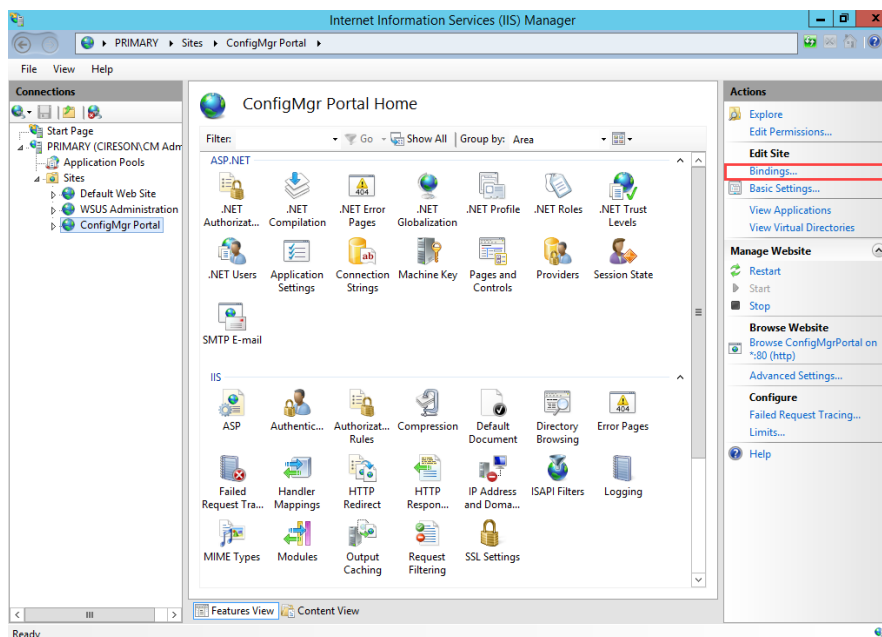 Internet Information Services (IIS) Manager
PRIMARY Sites ConfigMgr Portal
File View Help
Connections
Start Page
PRIMARY (CIRESON\CM Adm
Application Pools
Sites
Default Web Site
WSUS Administration
ConfigMgr Portal
ConfigMgr Portal Home
Filter: Go Show All Group by: Area
ASP.NET
.NET Authorizat...
.NET Compilation
.NET Error Pages
.NET Globalization
.NET Profile
.NET Roles
.NET Trust Levels
.NET Users
Application Settings
Connection Strings
Machine Key
Pages and Controls
Providers
Session State
SMTP E-mail
IIS
ASP
Authentic...
Authorizat... Rules
Compression
Default Document
Directory Browsing
Error Pages
Failed Request Tra...
Handler Mappings
HTTP Redirect
HTTP Respon...
IP Address and Doma...
ISAPI Filters
Logging
MIME Types
Modules
Output Caching
Request Filtering
SSL Settings
Features View Content View
Actions
Explore
Edit Permissions...
Edit Site
Bindings...
Basic Settings...
View Applications
View Virtual Directories
Manage Website
Restart
Start
Stop
Browse Website
Browse ConfigMgrPortal on
*:80 (http)
Advanced Settings...
Configure
Failed Request Tracing...
Limits...
Help
Ready